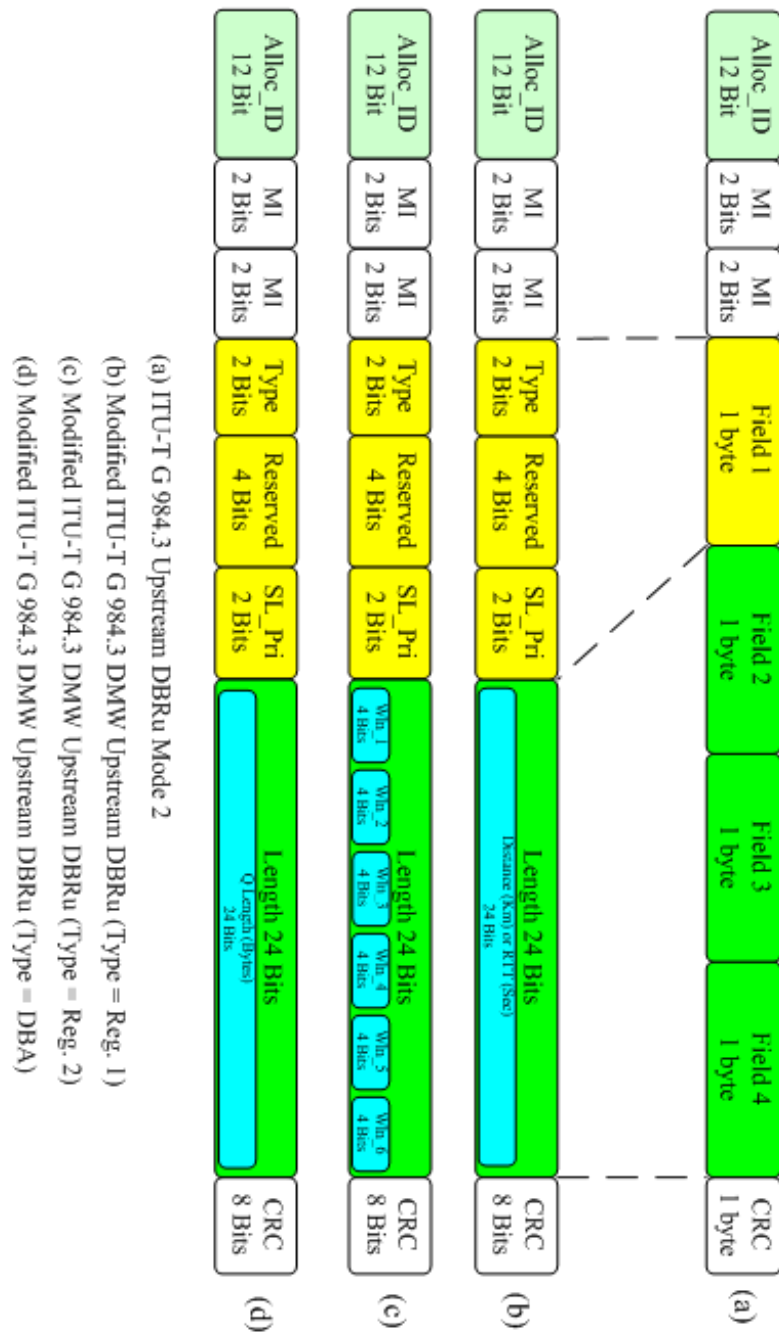 Alloc_ID
12 Bit
MI
2 Bits
MI
2 Bits
Field 1
1 byte
Field 2
1 byte
Field 3
1 byte
Field 4
1 byte
CRC
1 byte
(a)
Alloc_ID
12 Bit
MI
2 Bits
MI
2 Bits
Type
2 Bits
Reserved
4 Bits
SL_Pri
2 Bits
Length 24 Bits
Distance (Km) or RTT (Sec)
24 Bits
CRC
8 Bits
(b)
Alloc_ID
12 Bit
MI
2 Bits
MI
2 Bits
Type
2 Bits
Reserved
4 Bits
SL_Pri
2 Bits
Length 24 Bits
Wln_1
4 Bits
Wln_2
4 Bits
Wln_3
4 Bits
Wln_4
4 Bits
Wln_5
4 Bits
Wln_6
4 Bits
CRC
8 Bits
(c)
Alloc_ID
12 Bit
MI
2 Bits
MI
2 Bits
Type
2 Bits
Reserved
4 Bits
SL_Pri
2 Bits
Length 24 Bits
Q Length (Bytes)
24 Bits
CRC
8 Bits
(d)
(a) ITU-T G 984.3 Upstream DBRu Mode 2
(b) Modified ITU-T G 984.3 DMW Upstream DBRu (Type = Reg. 1)
(c) Modified ITU-T G 984.3 DMW Upstream DBRu (Type = Reg. 2)
(d) Modified ITU-T G 984.3 DMW Upstream DBRu (Type = DBA)